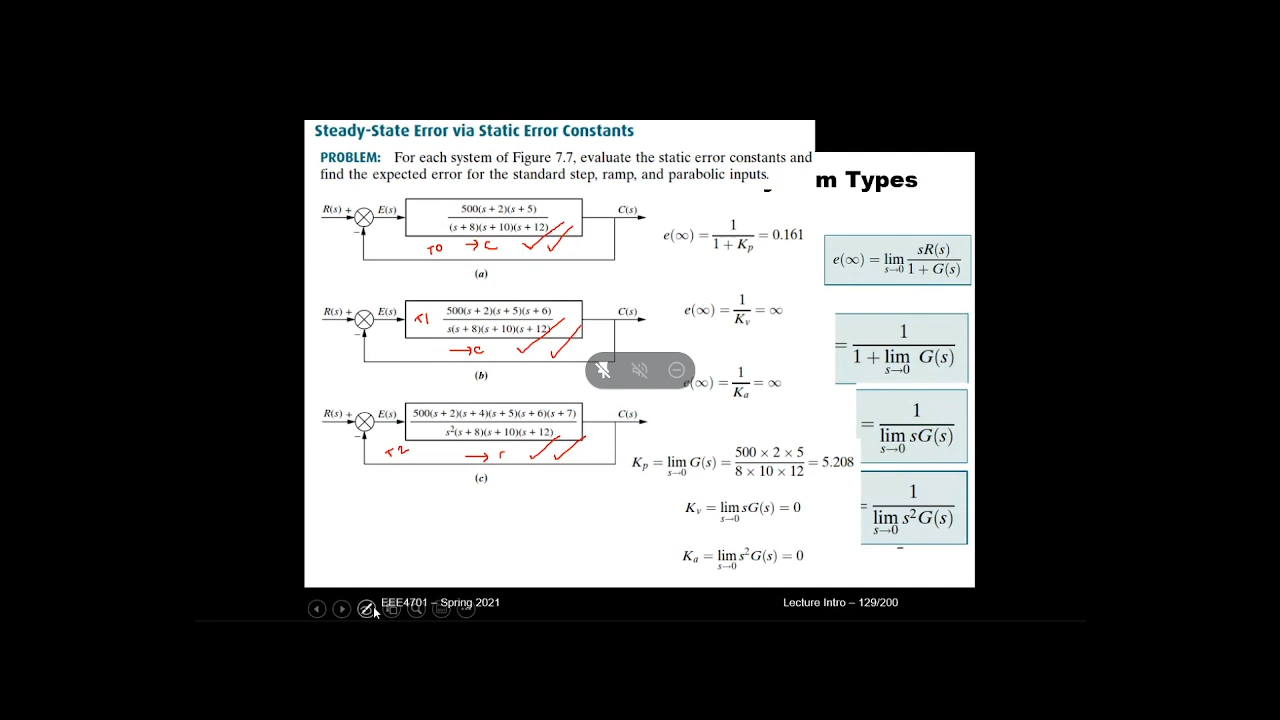 Steady-State Error via Static Error Constants
PROBLEM: For each system of Figure 7.7, evaluate the static error constants and
find the expected error for the standard step, ramp, and parabolic inputs.
m Types
R(s) + E(s) 500(s + 2)(s + 5) / (s + 8)(s + 10)(s + 12) C(s)
−
T0 → C
(a)
e(∞) = 1 / (1 + Kp) = 0.161
e(∞) = lim s→0 sR(s) / (1 + G(s))
R(s) + E(s) T1 500(s + 2)(s + 5)(s + 6) / s(s + 8)(s + 10)(s + 12) C(s)
−
→ C
(b)
e(∞) = 1 / Kv = ∞
= 1 / (1 + lim s→0 G(s))
e(∞) = 1 / Ka = ∞
= 1 / lim s→0 sG(s)
R(s) + E(s) 500(s + 2)(s + 4)(s + 5)(s + 6)(s + 7) / s²(s + 8)(s + 10)(s + 12) C(s)
−
T2 →
(c)
Kp = lim s→0 G(s) = 500 × 2 × 5 / 8 × 10 × 12 = 5.208
Kv = lim s→0 sG(s) = 0
= 1 / lim s→0 s²G(s)
Ka = lim s→0 s²G(s) = 0
EEE4701 – Spring 2021
Lecture Intro – 129/200